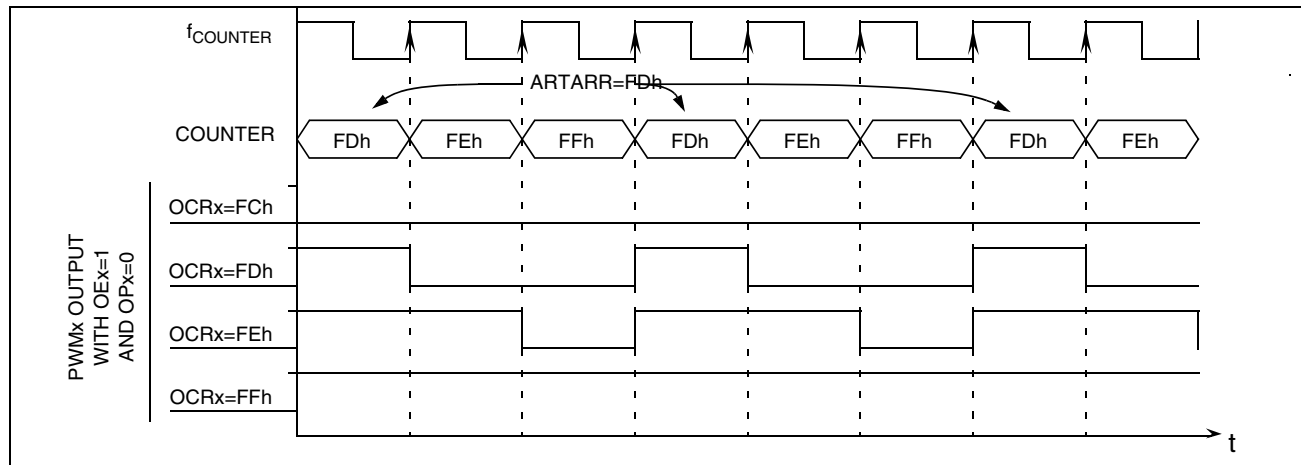 fCOUNTER
ARTARR=FDh
COUNTER
FDh FEh FFh FDh FEh FFh FDh FEh
PWMx OUTPUT
WITH OEx=1
AND OPx=0
OCRx=FCh
OCRx=FDh
OCRx=FEh
OCRx=FFh
t